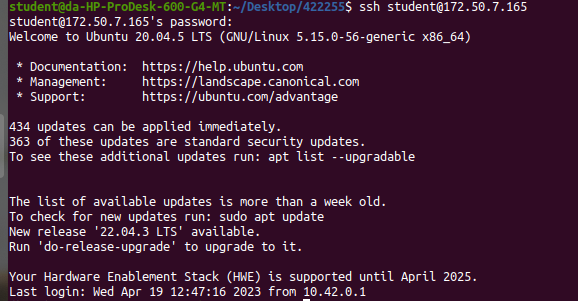 student@da-HP-ProDesk-600-G4-MT:~/Desktop/422255$ ssh student@172.50.7.165
student@172.50.7.165's password:
Welcome to Ubuntu 20.04.5 LTS (GNU/Linux 5.15.0-56-generic x86_64)

 * Documentation:  https://help.ubuntu.com
 * Management:     https://landscape.canonical.com
 * Support:        https://ubuntu.com/advantage

434 updates can be applied immediately.
363 of these updates are standard security updates.
To see these additional updates run: apt list --upgradable


The list of available updates is more than a week old.
To check for new updates run: sudo apt update
New release '22.04.3 LTS' available.
Run 'do-release-upgrade' to upgrade to it.

Your Hardware Enablement Stack (HWE) is supported until April 2025.
Last login: Wed Apr 19 12:47:16 2023 from 10.42.0.1